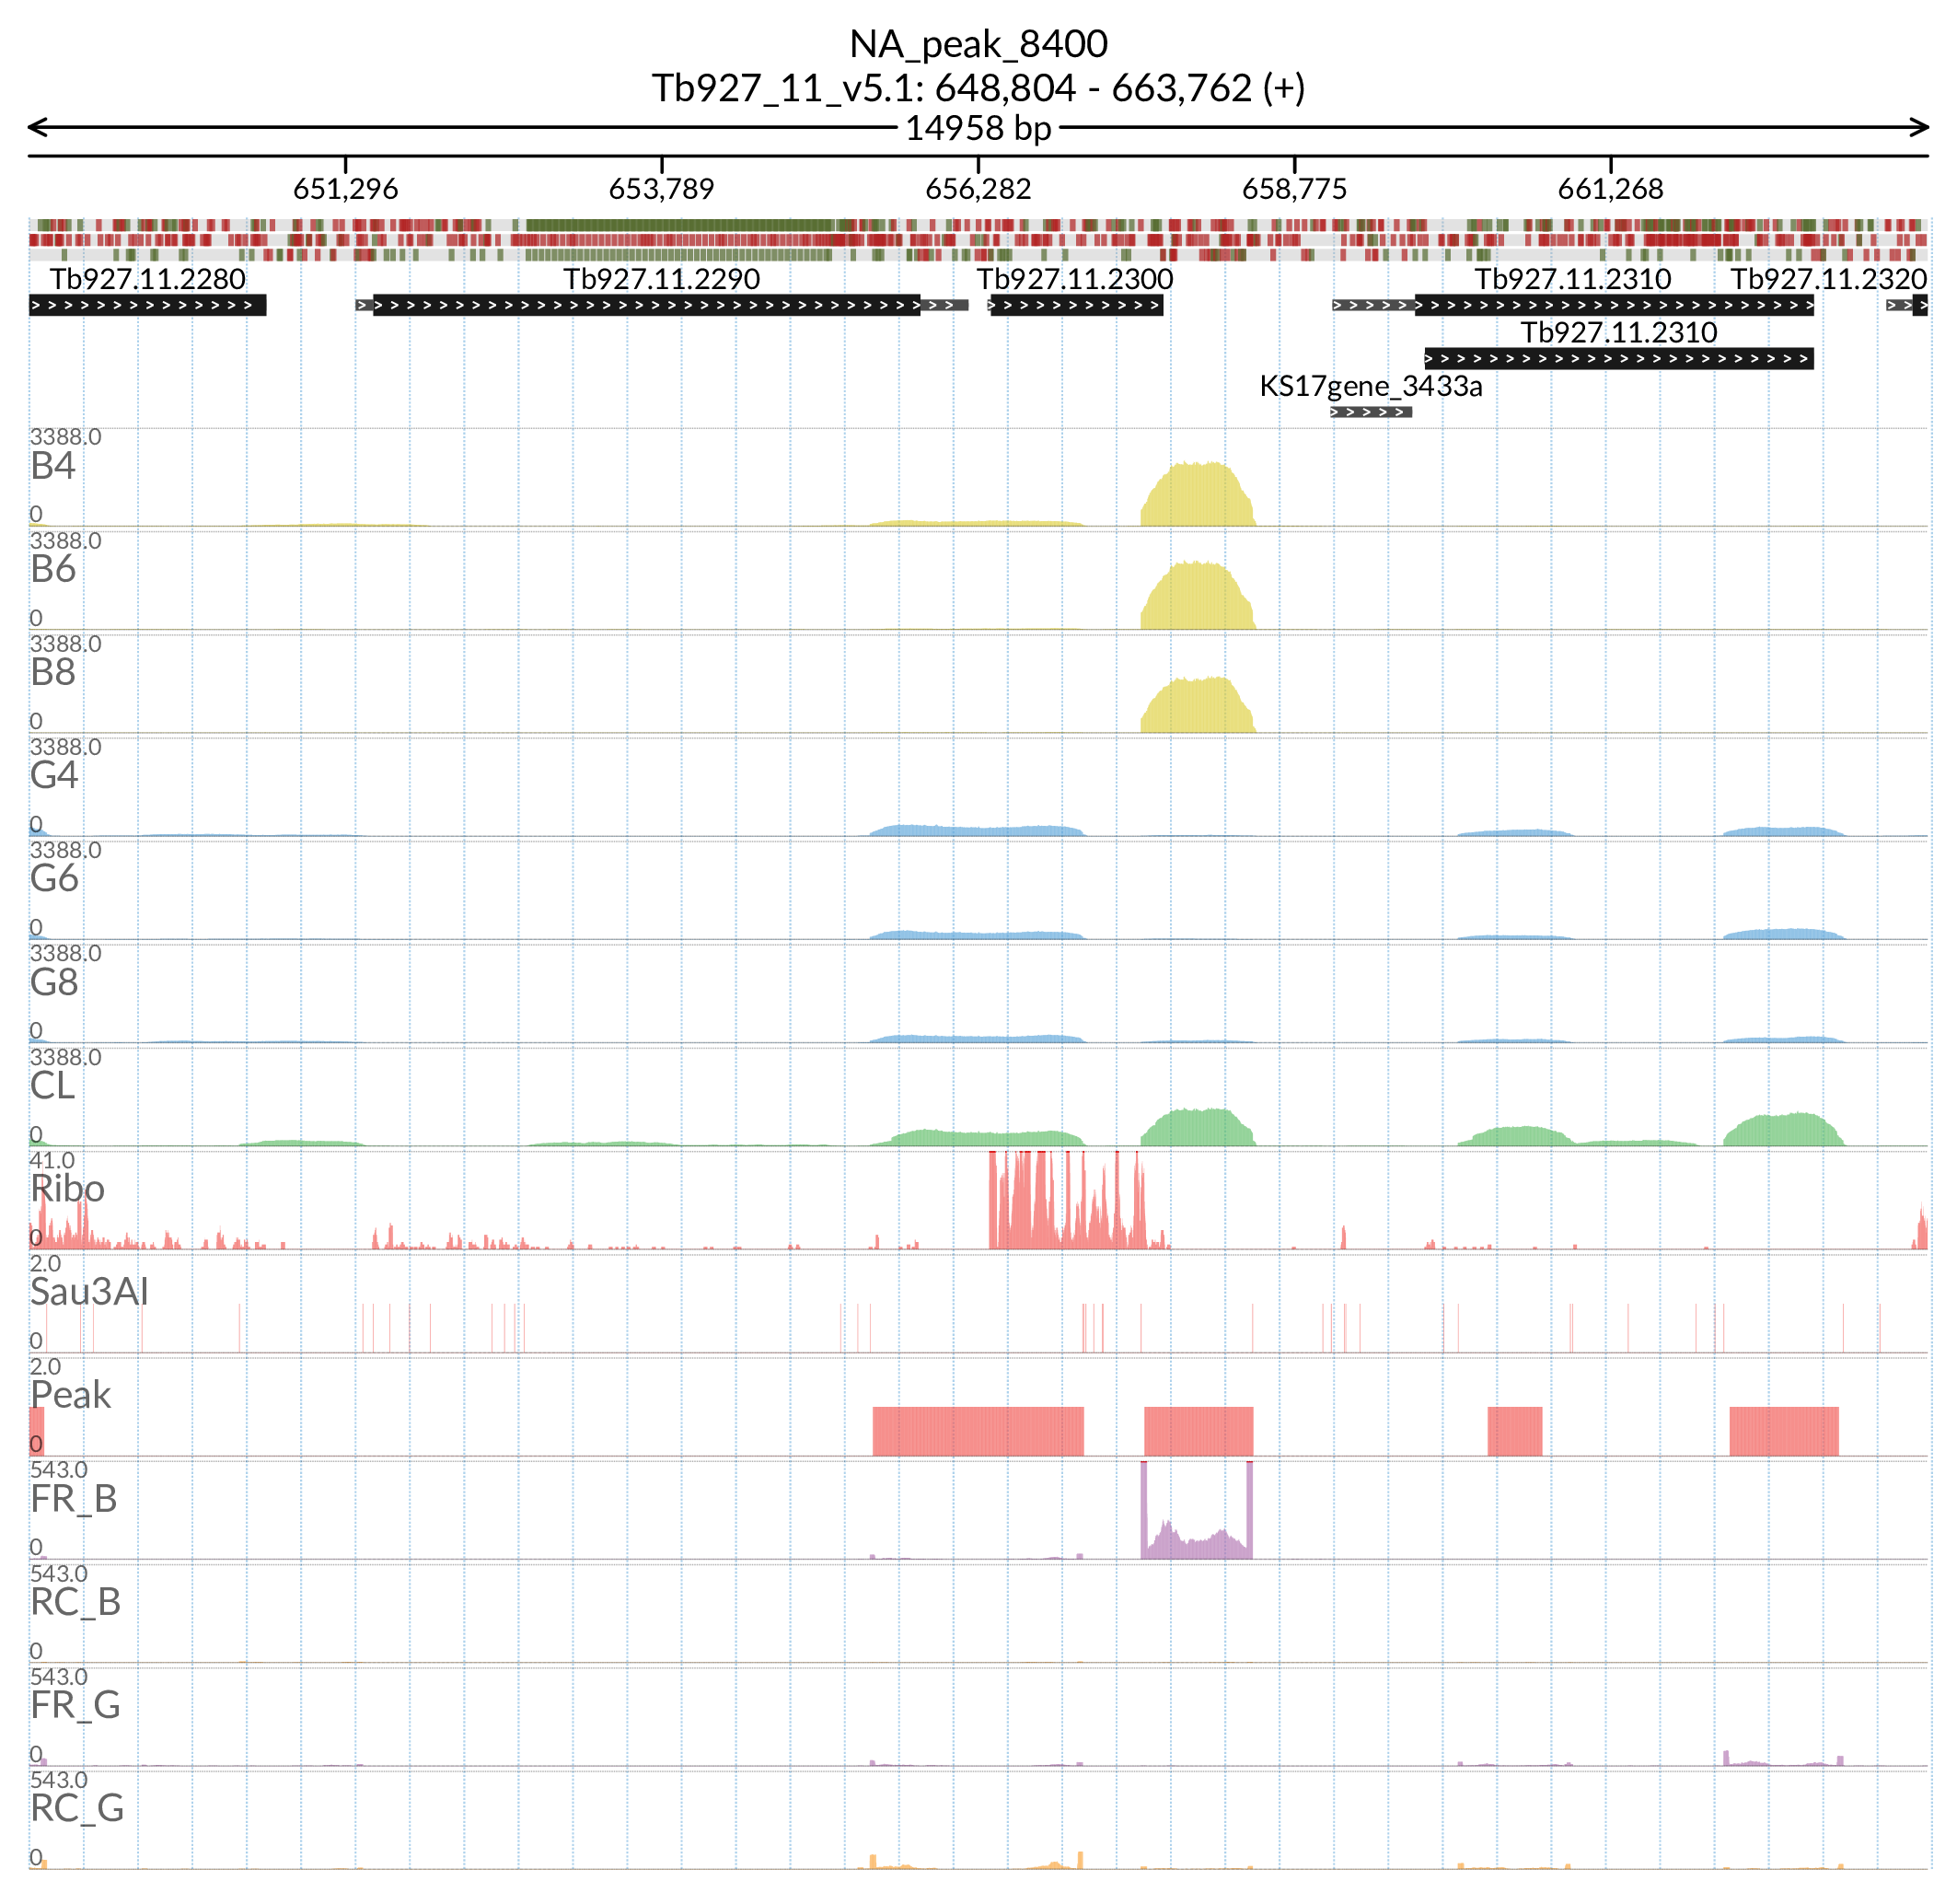 NA_peak_8400
Tb927_11_v5.1: 648,804 - 663,762 (+)
14958 bp
651,296 653,789 656,282 658,775 661,268
Tb927.11.2280 Tb927.11.2290 Tb927.11.2300 Tb927.11.2310 Tb927.11.2320
Tb927.11.2310
KS17gene_3433a
3388.0
B4
0
3388.0
B6
0
3388.0
B8
0
3388.0
G4
0
3388.0
G6
0
3388.0
G8
0
3388.0
CL
0
41.0
Ribo
0
2.0
Sau3AI
0
2.0
Peak
0
543.0
FR_B
0
543.0
RC_B
0
543.0
FR_G
0
543.0
RC_G
0